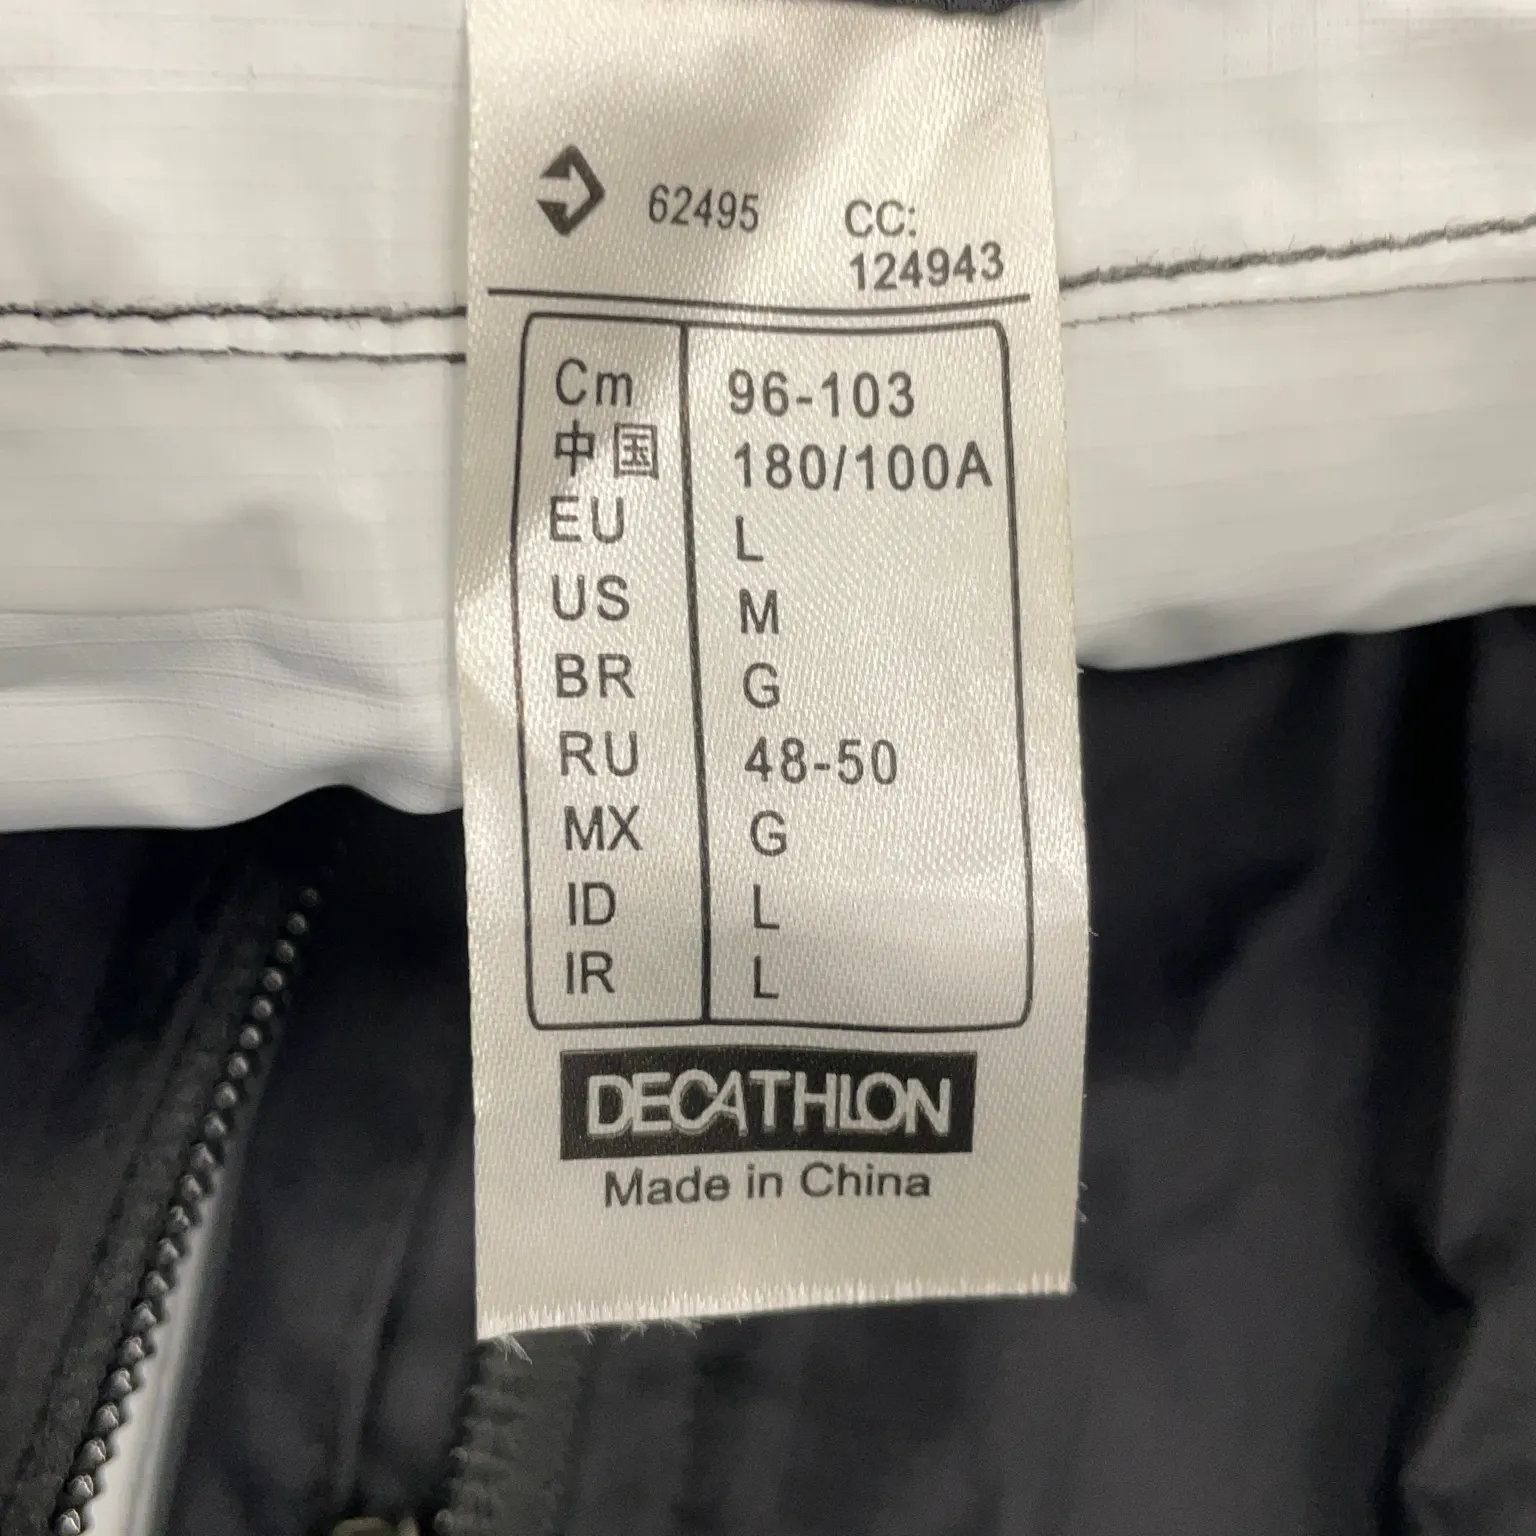 62495 CC:
124943
Cm 96-103
中国 180/100A
EU L
US M
BR G
RU 48-50
MX G
ID L
IR L
DECATHLON
Made in China